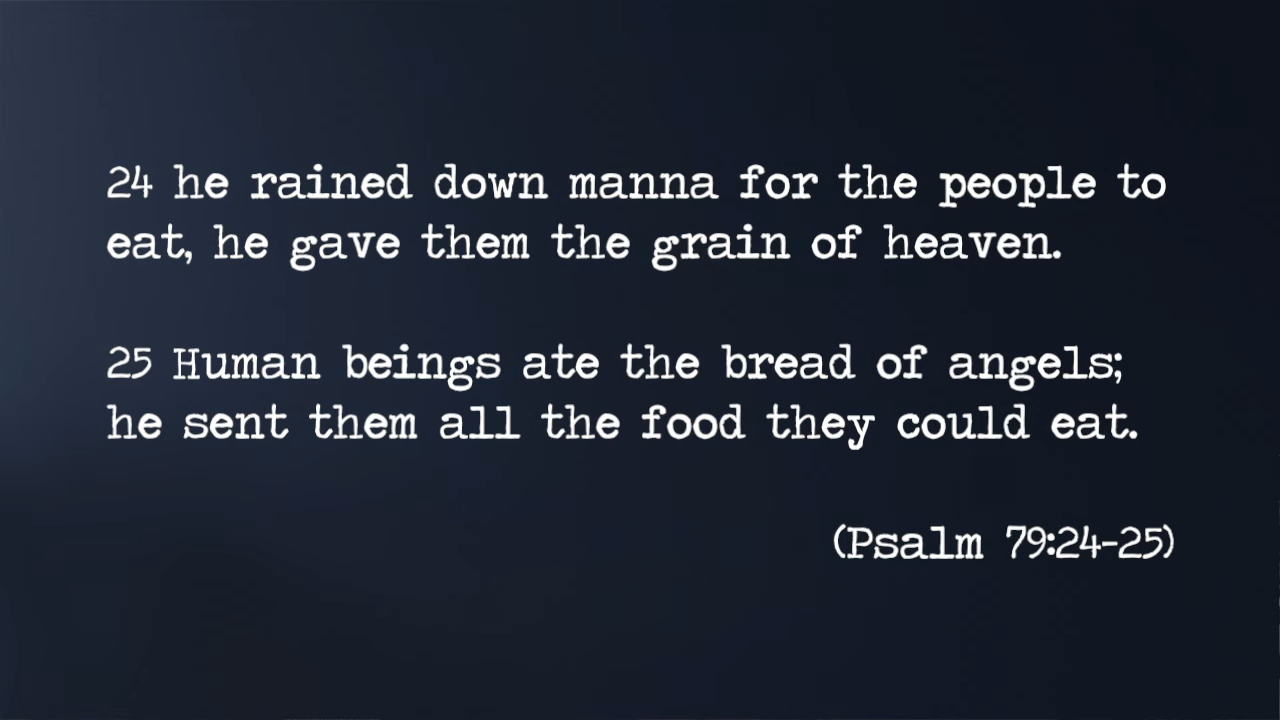 24 he rained down manna for the people to
eat, he gave them the grain of heaven.
25 Human beings ate the bread of angels;
he sent them all the food they could eat.
(Psalm 79:24-25)